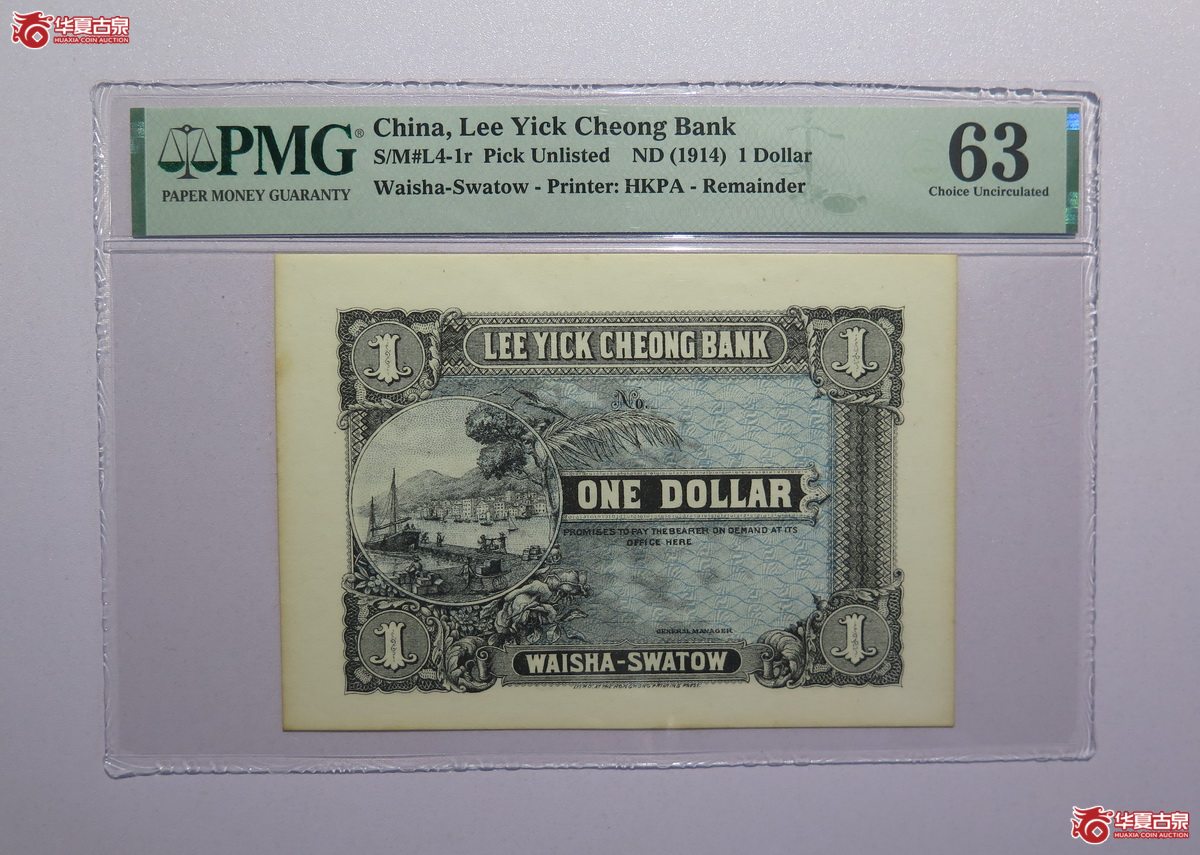 华夏古泉
HUAXIA COIN AUCTION
PMG®
PAPER MONEY GUARANTY
China, Lee Yick Cheong Bank
S/M#L4-1r Pick Unlisted ND (1914) 1 Dollar
Waisha-Swatow - Printer: HKPA - Remainder
63
Choice Uncirculated
1
LEE YICK CHEONG BANK
1
No.
ONE DOLLAR
PROMISES TO PAY THE BEARER ON DEMAND AT ITS
OFFICE HERE
GENERAL MANAGER
1
WAISHA-SWATOW
1
HONGKONG PRINTING PRESS.
华夏古泉
HUAXIA COIN AUCTION